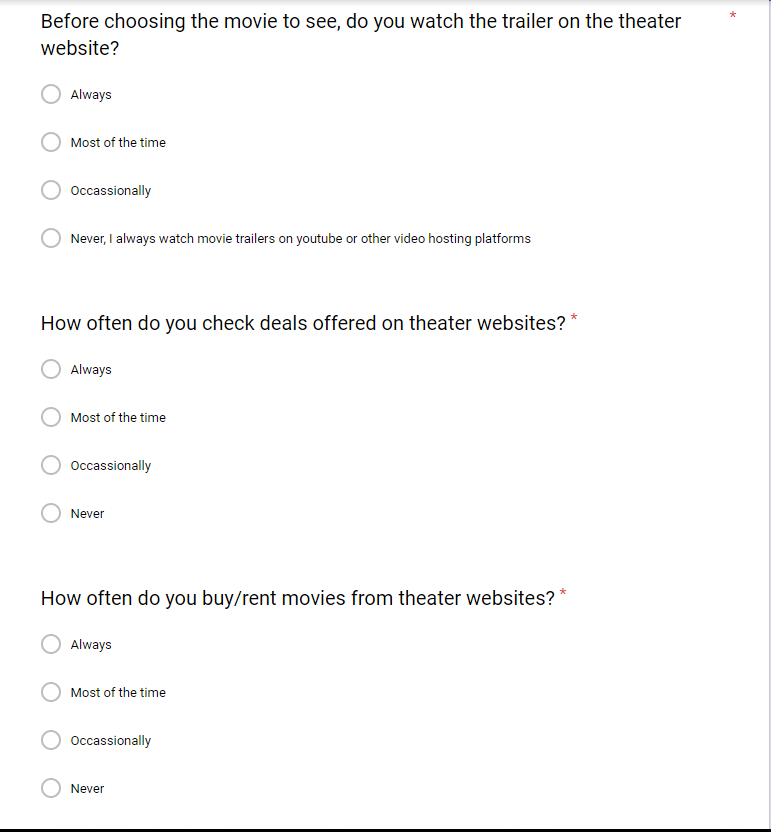 Before choosing the movie to see, do you watch the trailer on the theater *
website?
Always
Most of the time
Occassionally
Never, I always watch movie trailers on youtube or other video hosting platforms
How often do you check deals offered on theater websites? *
Always
Most of the time
Occassionally
Never
How often do you buy/rent movies from theater websites? *
Always
Most of the time
Occassionally
Never